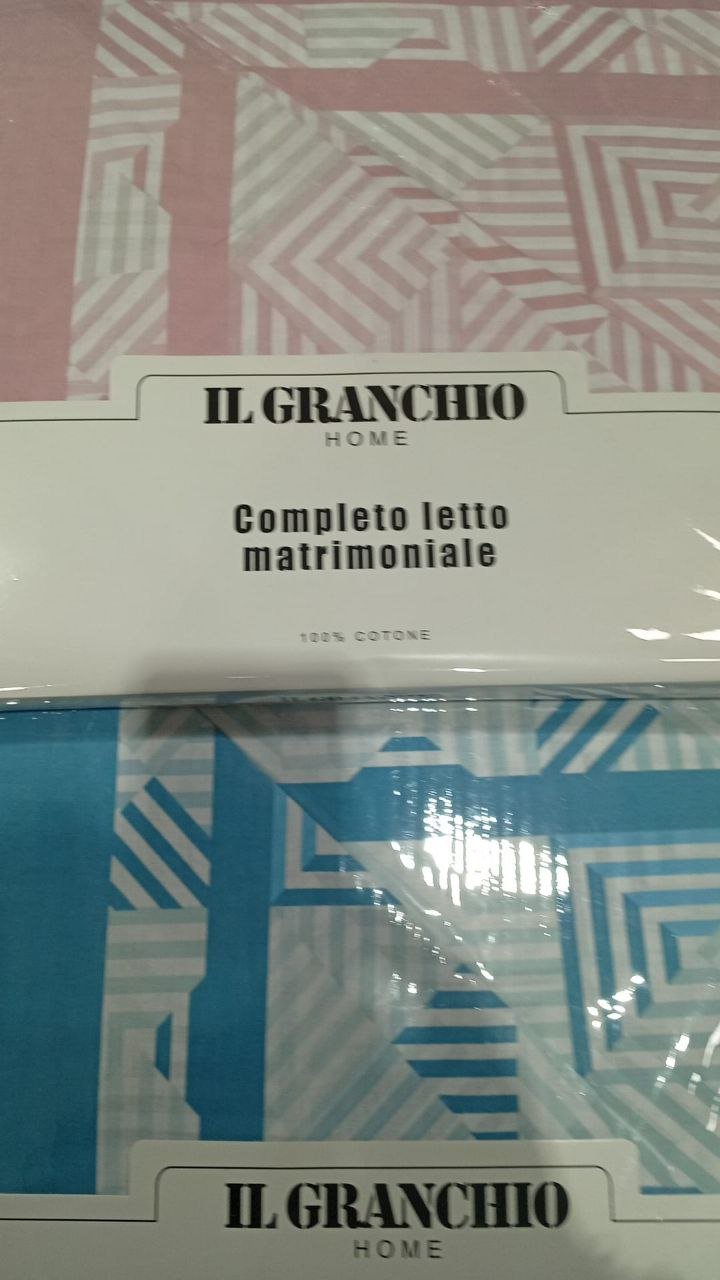 IL GRANCHIO
HOME
Completo letto
matrimoniale
100% COTONE
IL GRANCHIO
HOME